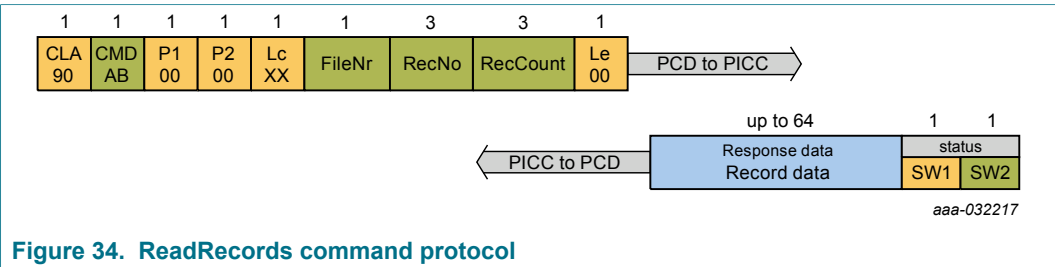 1 1 1 1 1 1 3 3 1
CLA CMD P1 P2 Lc FileNr RecNo RecCount Le PCD to PICC
90 AB 00 00 XX 00
up to 64 1 1
PICC to PCD Response data status
Record data SW1 SW2
aaa-032217
Figure 34. ReadRecords command protocol